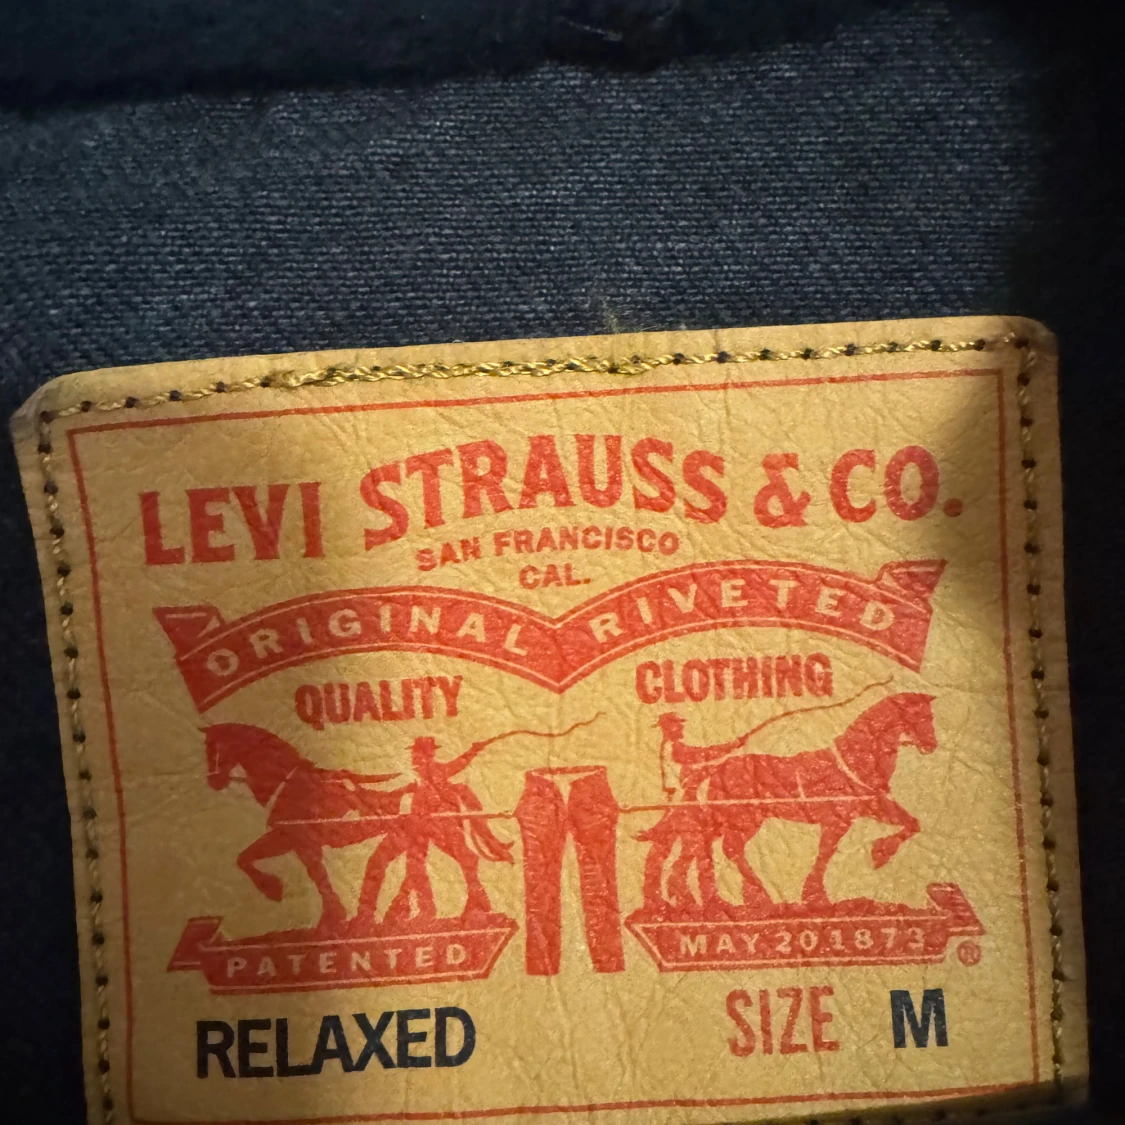 LEVI STRAUSS & CO.
SAN FRANCISCO
CAL.
ORIGINAL RIVETED
QUALITY CLOTHING
PATENTED MAY.20.1873 ®
RELAXED SIZE M